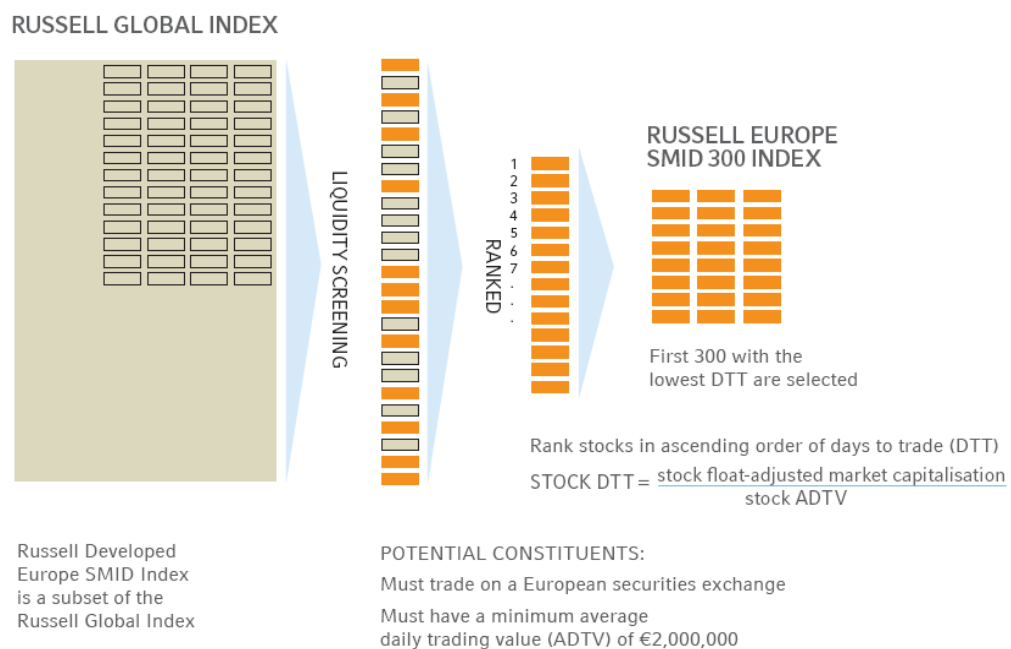 RUSSELL GLOBAL INDEX
LIQUIDITY SCREENING
RANKED
1
2
3
4
5
6
7
.
.
.
RUSSELL EUROPE
SMID 300 INDEX
First 300 with the
lowest DTT are selected
Rank stocks in ascending order of days to trade (DTT)
STOCK DTT = stock float-adjusted market capitalisation
stock ADTV
Russell Developed
Europe SMID Index
is a subset of the
Russell Global Index
POTENTIAL CONSTITUENTS:
Must trade on a European securities exchange
Must have a minimum average
daily trading value (ADTV) of €2,000,000